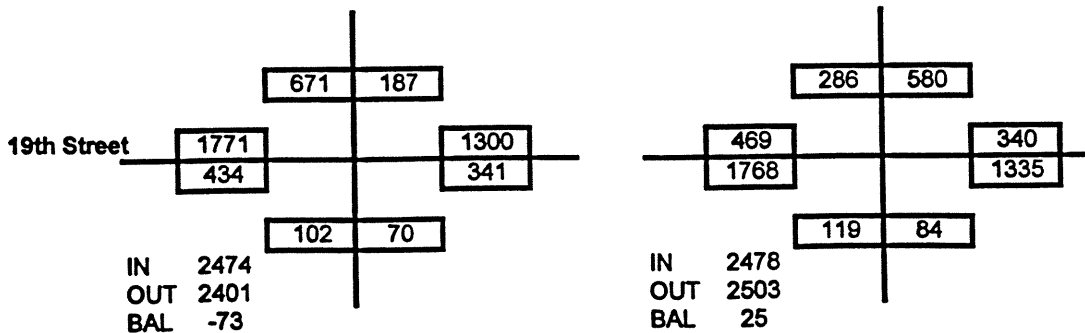 671 187
286 580
19th Street
1771
1300
434
341
469
340
1768
1335
102 70
119 84
IN 2474
OUT 2401
BAL -73
IN 2478
OUT 2503
BAL 25